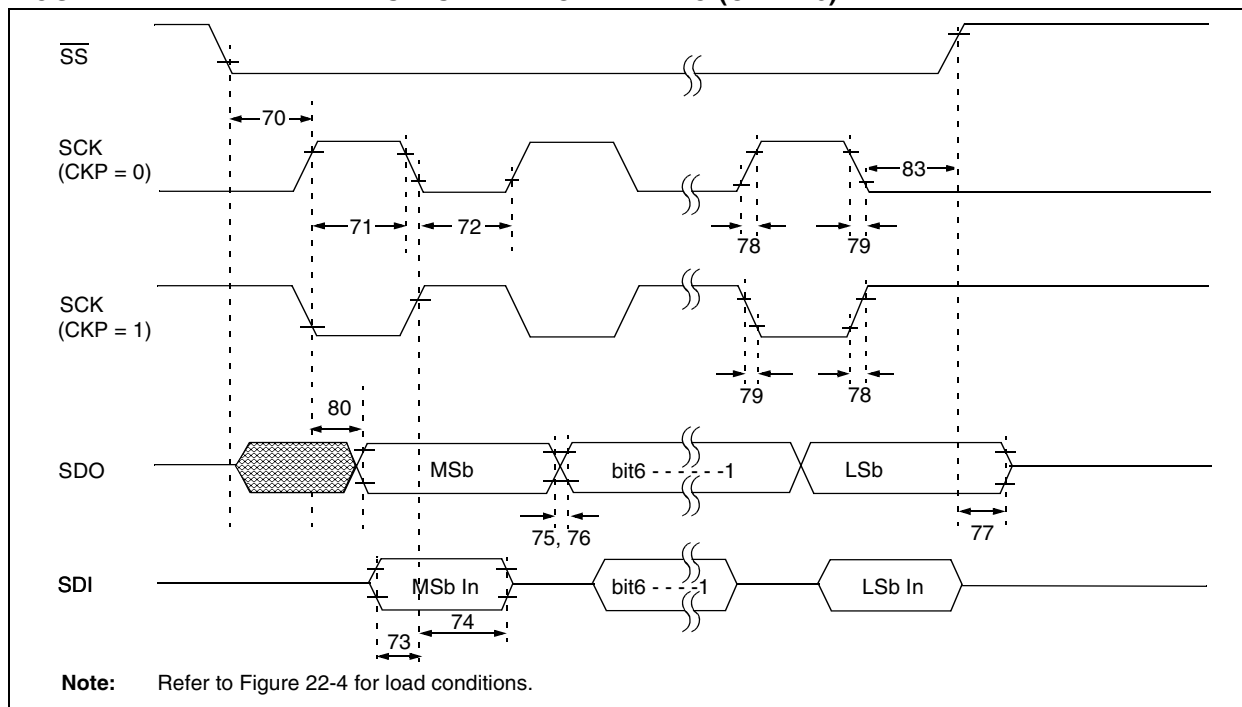 SS
70
SCK
(CKP = 0)
83
71
72
78
79
SCK
(CKP = 1)
79
78
80
SDO
MSb
bit6 - - - - - -1
LSb
75, 76
77
SDI
MSb In
bit6 - - - -1
LSb In
74
73
Note: Refer to Figure 22-4 for load conditions.